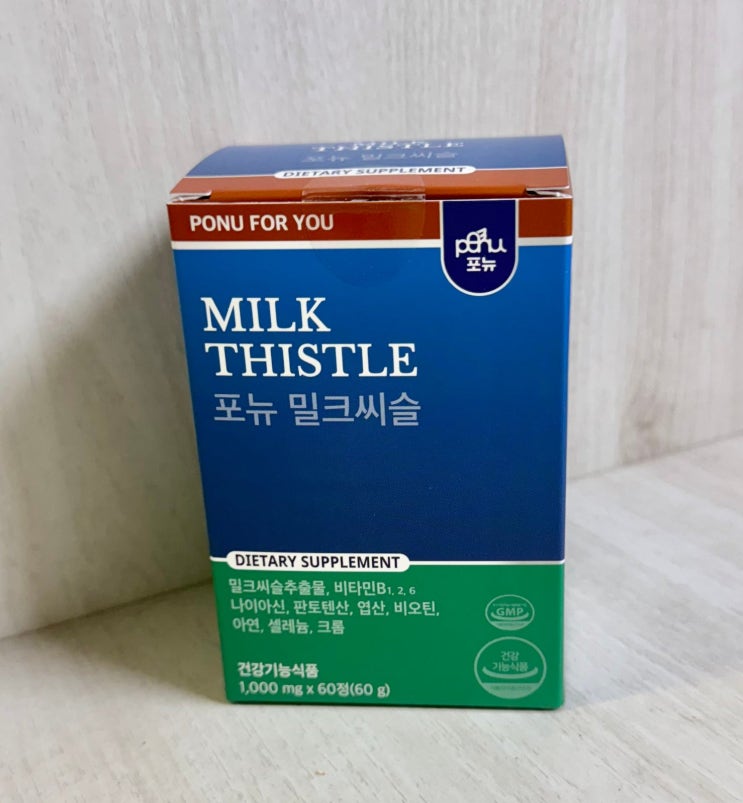 THISTLE
포뉴 밀크씨슬
DIETARY SUPPLEMENT
PONU FOR YOU
ponu
포뉴
MILK
THISTLE
포뉴 밀크씨슬
DIETARY SUPPLEMENT
밀크씨슬추출물, 비타민B₁, ₂, ₆
나이아신, 판토텐산, 엽산, 비오틴,
아연, 셀레늄, 크롬
GMP
건강
기능식품
건강기능식품
1,000 mg x 60정(60 g)